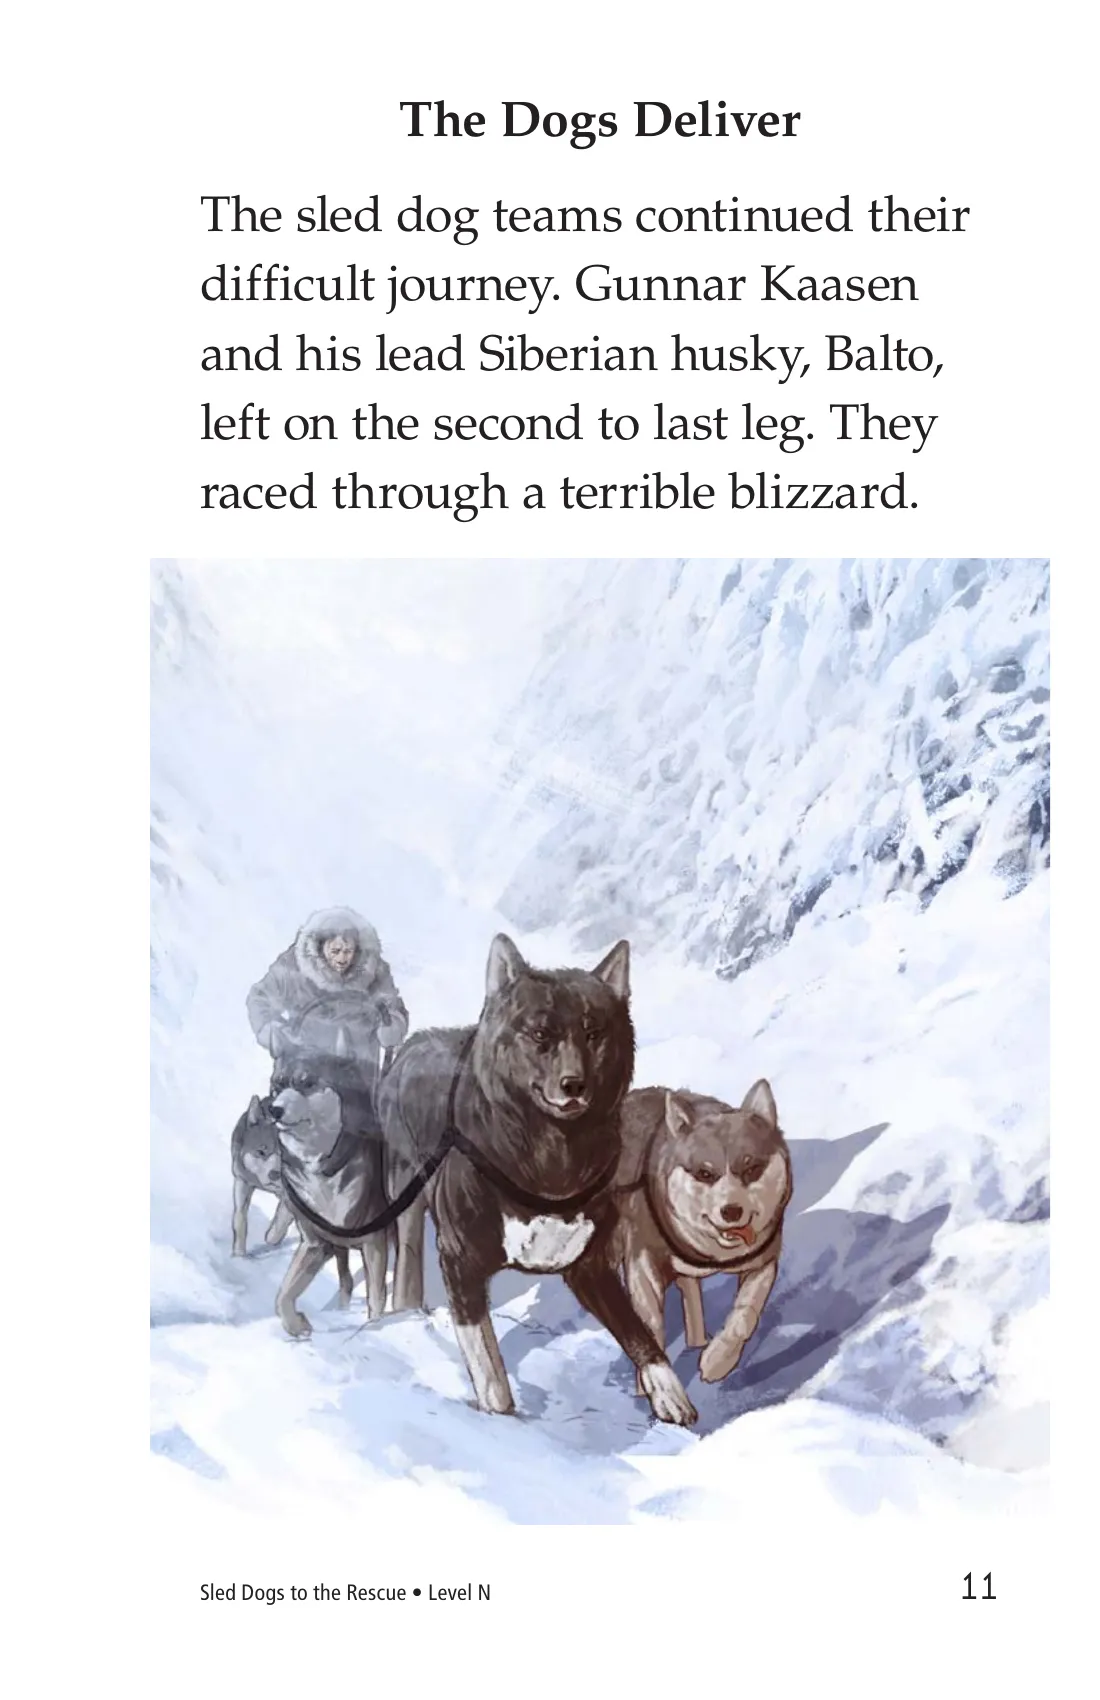 The Dogs Deliver
The sled dog teams continued their
difficult journey. Gunnar Kaasen
and his lead Siberian husky, Balto,
left on the second to last leg. They
raced through a terrible blizzard.
Sled Dogs to the Rescue • Level N
11